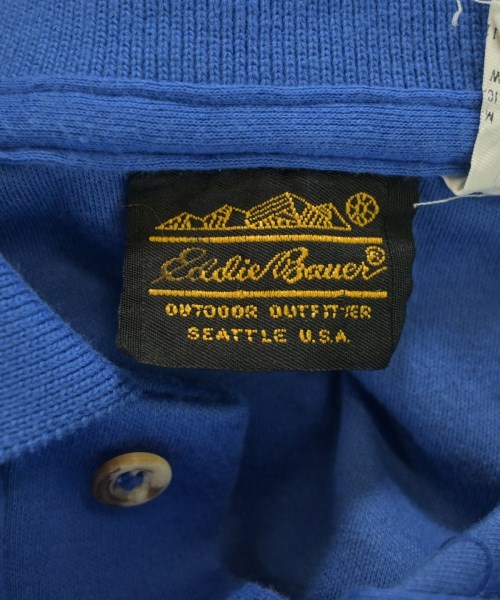 Eddie Bauer®
OUTDOOR OUTFITTER
SEATTLE U.S.A.